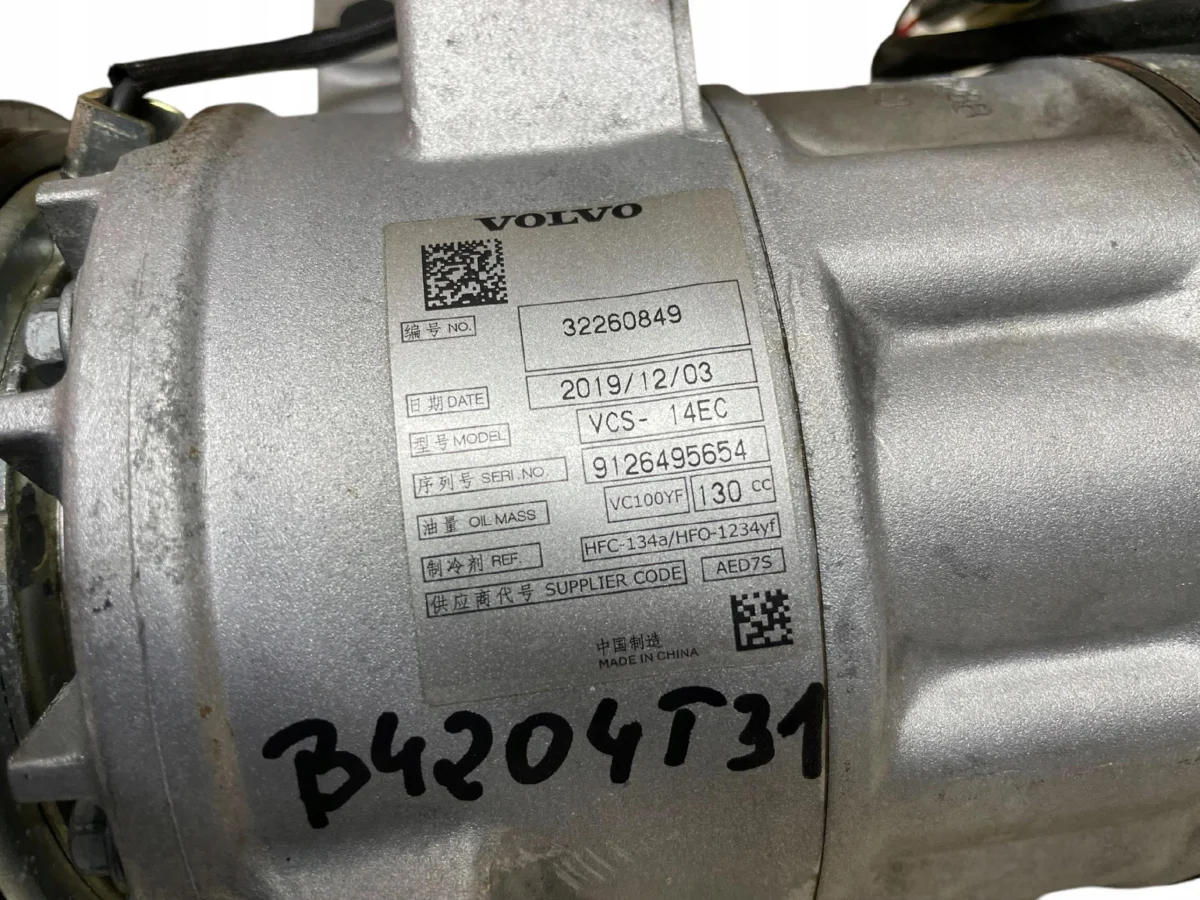 VOLVO
编号 NO. 32260849
日期 DATE 2019/12/03
型号 MODEL VCS- 14EC
序列号 SERI.NO. 9126495654
油量 OIL MASS VC100YF 130 cc
制冷剂 REF. HFC-134a/HFO-1234yf
供应商代号 SUPPLIER CODE AED7S
中国制造
MADE IN CHINA
B4204T31